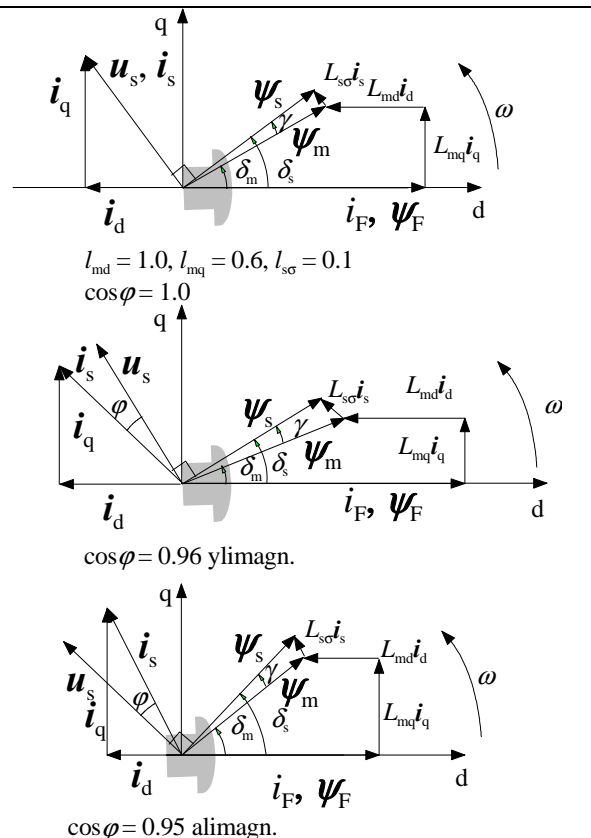 q
u_s, i_s
i_q
ψ_s
L_sσ i_s
L_md i_d
γ
ψ_m
ω
L_mq i_q
δ_m
δ_s
i_d
i_F, ψ_F
d
l_md = 1.0, l_mq = 0.6, l_sσ = 0.1
cosφ = 1.0
q
i_s
u_s
φ
i_q
ψ_s
L_sσ i_s
L_md i_d
γ
ψ_m
ω
L_mq i_q
δ_m
δ_s
i_d
i_F, ψ_F
d
cosφ = 0.96 ylimagn.
q
i_s
u_s
φ
i_q
ψ_s
L_sσ i_s
L_md i_d
γ
ψ_m
ω
L_mq i_q
δ_m
δ_s
i_d
i_F, ψ_F
d
cosφ = 0.95 alimagn.